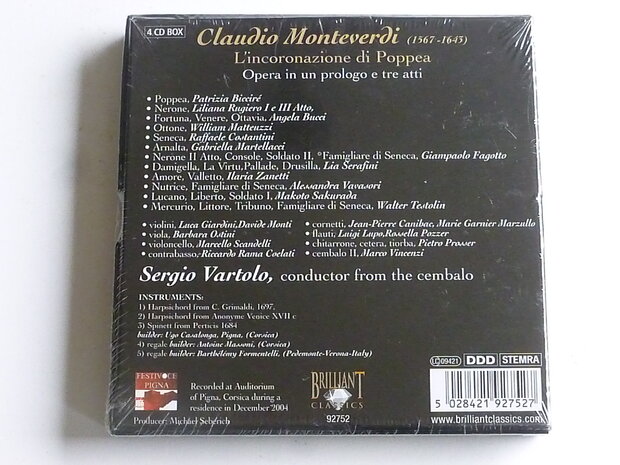 4 CD BOX
Claudio Monteverdi (1567-1643)
L'incoronazione di Poppea
Opera in un prologo e tre atti
• Poppea, Patrizia Bicciré
• Nerone, Liliana Rugiero I e III Atto,
Fortuna, Venere, Ottavia, Angela Bucci
• Ottone, William Matteuzzi
• Seneca, Raffaele Costantini
• Arnalta, Gabriella Martellacci
• Nerone II Atto, Console, Soldato II, *Famigliare di Seneca, Giampaolo Fagotto
• Damigella, La Virtu, Pallade, Drusilla, Lia Serafini
• Amore, Valletto, Ilaria Zanetti
• Nutrice, Famigliare di Seneca, Alessandra Vavasori
• Lucano, Liberto, Soldato I, Makoto Sakurada
• Mercurio, Littore, Tribuno, Famigliare di Seneca, Walter Testolin
• violini, Luca Giardini, Davide Monti
• viola, Barbara Ostini
• violoncello, Marcello Scandelli
• contrabasso, Riccardo Rama Coelati
• cornetti, Jean-Pierre Canihac, Marie Garnier Marzullo
• flauti, Luigi Lupo, Rossella Pozzer
• chitarrone, cetera, tiorba, Pietro Prosser
• cembalo II, Marco Vincenzi
Sergio Vartolo, conductor from the cembalo
INSTRUMENTS:
1) Harpsichord from C. Grimaldi, 1697,
2) Harpsichord from Anonyme Venice XVII c
3) Spinett from Perticis 1684
builder: Ugo Casalonga, Pigna, (Corsica)
4) regale builder: Antoine Massoni, (Corsica)
5) regale builder: Barthélémy Formentelli, (Pedemonte-Verona-Italy)
FESTIVOCE
PIGNA
Recorded at Auditorium
of Pigna, Corsica during a
residence in December 2004
Producer: Michael Seberich
BRILLIANT
CLASSICS
92752
LC 09421
DDD
STEMRA
5 028421 927527
www.brilliantclassics.com